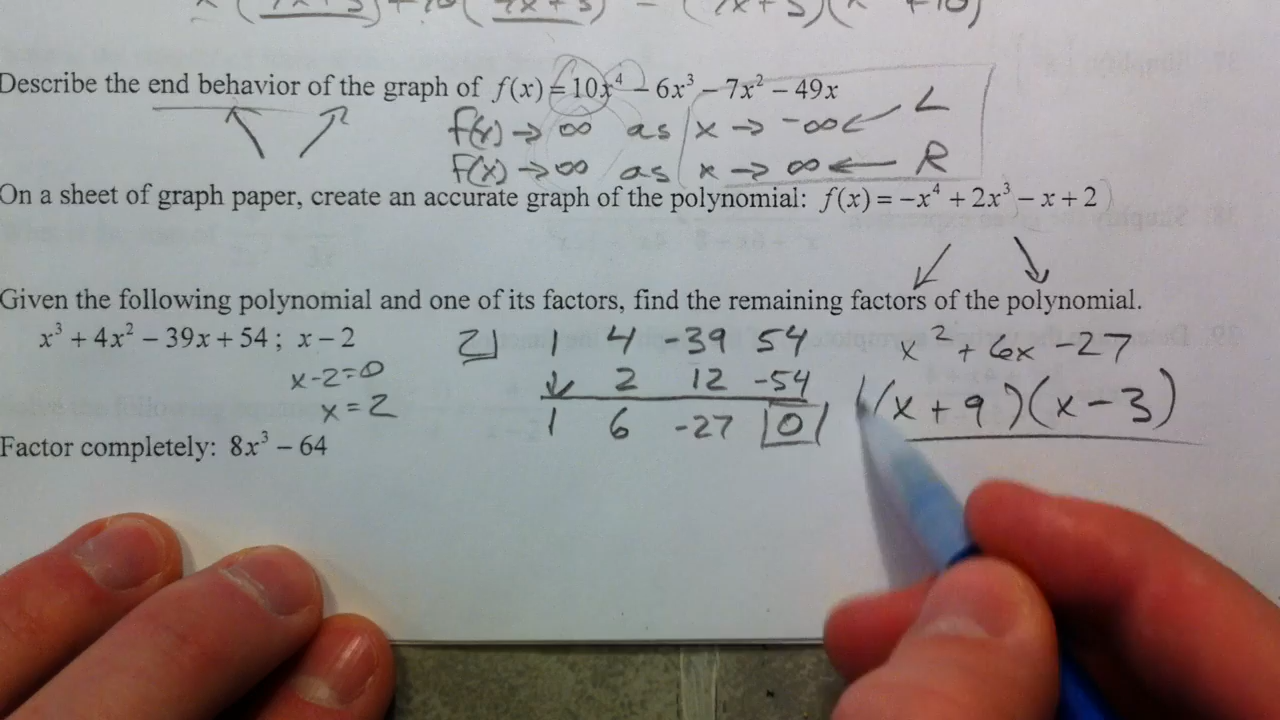 Describe the end behavior of the graph of f(x) = 10x⁴ − 6x³ − 7x² − 49x
f(x) → ∞ as x → -∞ ← L
f(x) → ∞ as x → ∞ ← R
On a sheet of graph paper, create an accurate graph of the polynomial: f(x) = −x⁴ + 2x³ − x + 2
Given the following polynomial and one of its factors, find the remaining factors of the polynomial.
x³ + 4x² − 39x + 54 ; x − 2
x-2=0
x = 2
2 1 4 -39 54
2 12 -54
1 6 -27 0
x² + 6x -27
(x + 9)(x - 3)
Factor completely: 8x³ − 64